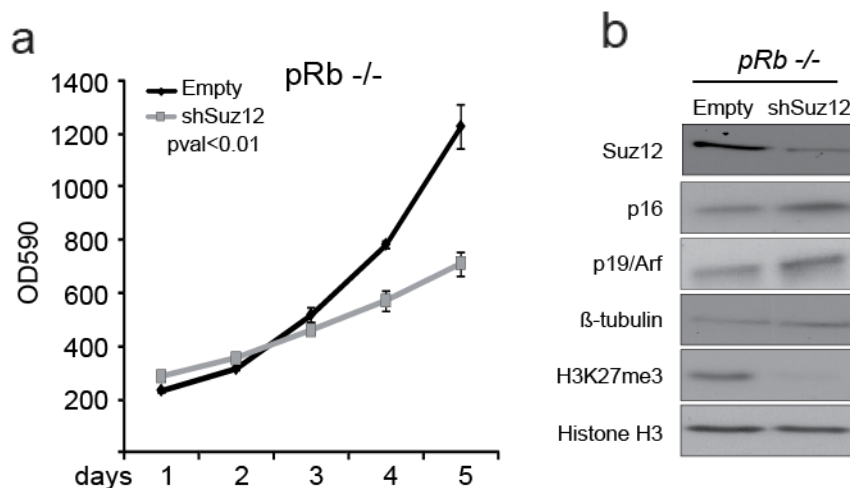 a
pRb -/-
Empty
shSuz12
pval<0.01
OD590
1400
1200
1000
800
600
400
200
days 1 2 3 4 5
b
pRb -/-
Empty shSuz12
Suz12
p16
p19/Arf
ß-tubulin
H3K27me3
Histone H3